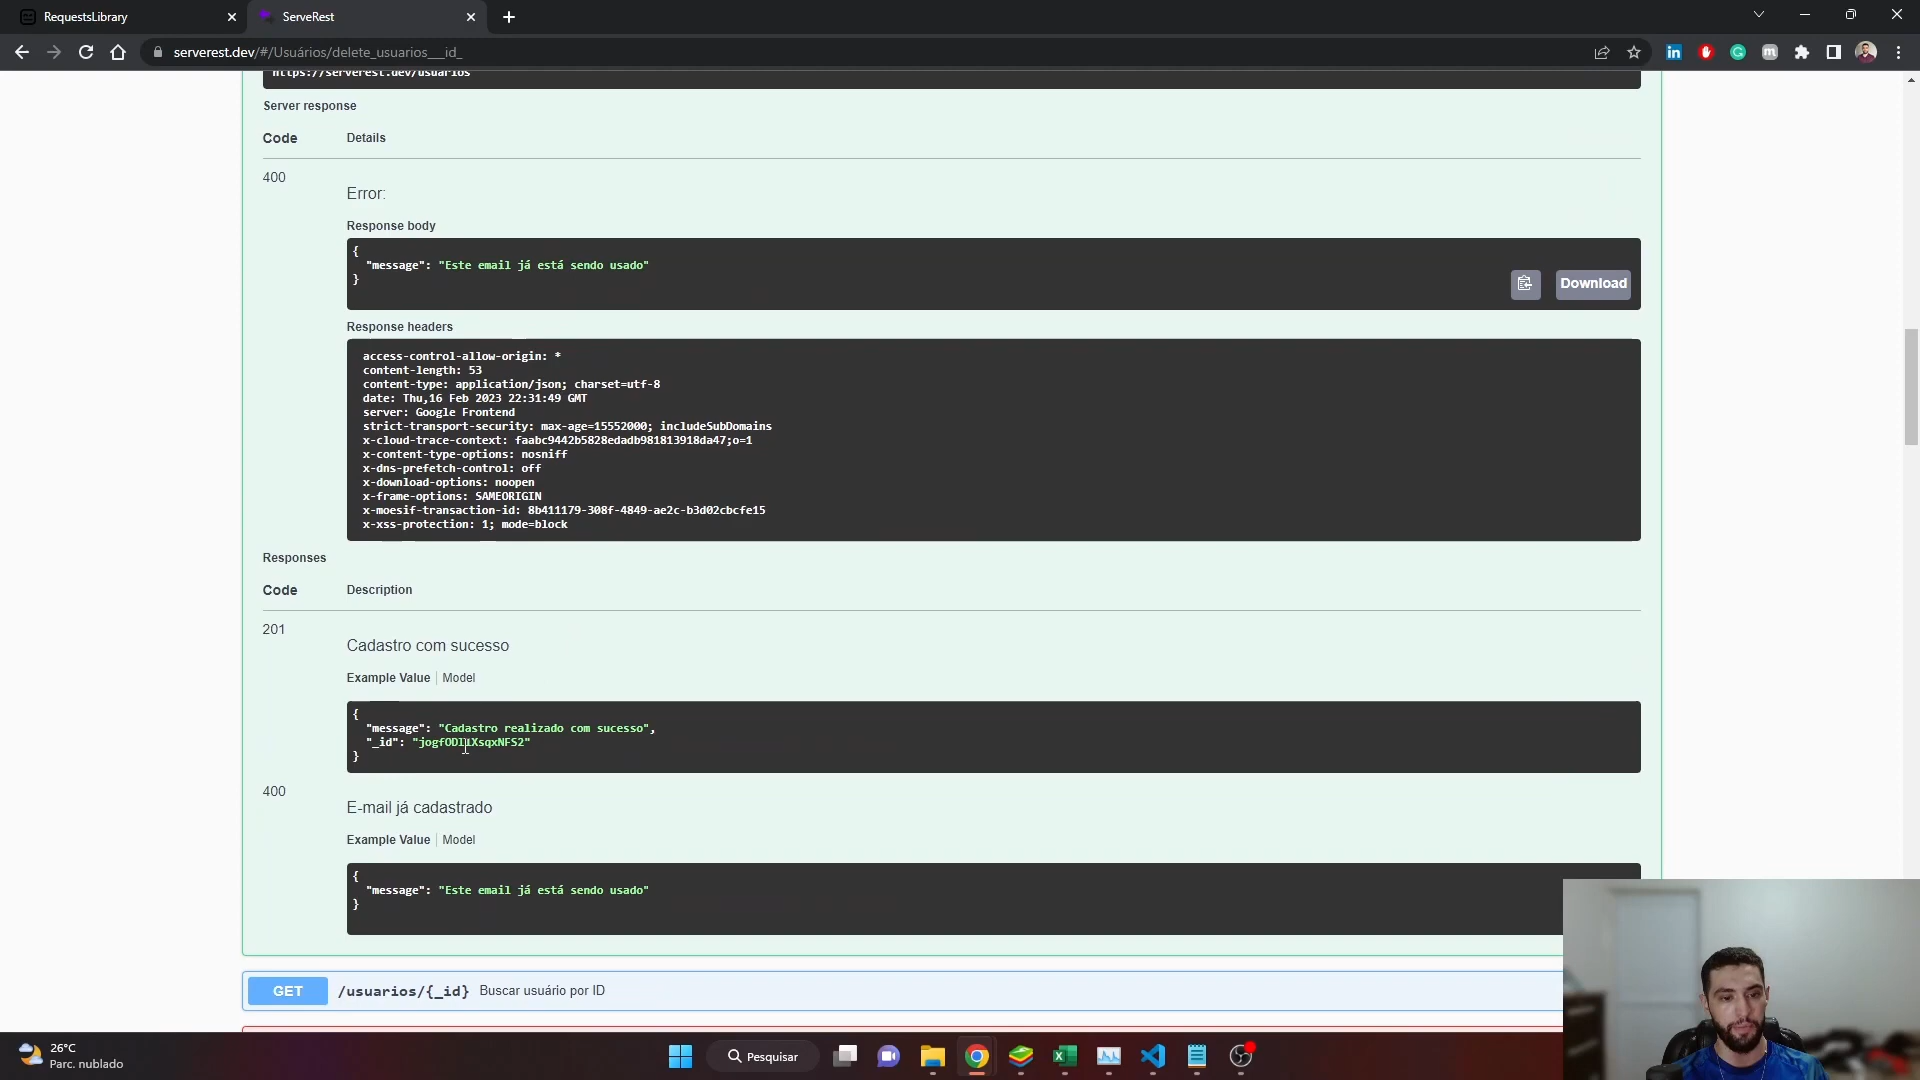 RequestsLibrary
ServeRest
serverest.dev/#/Usuários/delete_usuarios__id_
https://serverest.dev/usuarios
Server response
Code Details
400
Error:
Response body
{
"message": "Este email já está sendo usado"
}
Download
Response headers
access-control-allow-origin: *
content-length: 53
content-type: application/json; charset=utf-8
date: Thu,16 Feb 2023 22:31:49 GMT
server: Google Frontend
strict-transport-security: max-age=15552000; includeSubDomains
x-cloud-trace-context: faabc9442b5828edadb981813918da47;o=1
x-content-type-options: nosniff
x-dns-prefetch-control: off
x-download-options: noopen
x-frame-options: SAMEORIGIN
x-moesif-transaction-id: 8b411179-308f-4849-ae2c-b3d02cbcfe15
x-xss-protection: 1; mode=block
Responses
Code Description
201
Cadastro com sucesso
Example Value Model
{
"message": "Cadastro realizado com sucesso",
"_id":
}
400
E-mail já cadastrado
Example Value Model
{
"message": "Este email já está sendo usado"
}
GET /usuarios/{_id} Buscar usuário por ID
26°C
Parc. nublado
Pesquisar